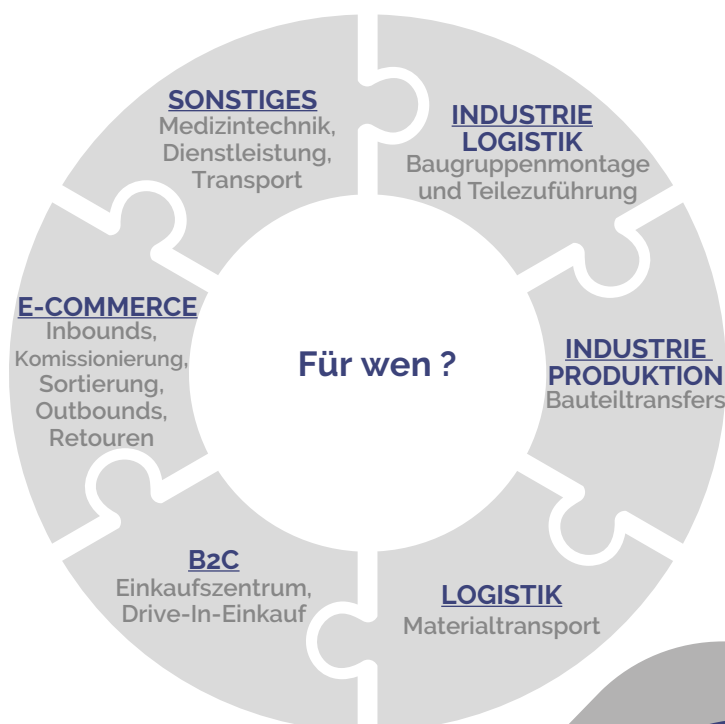 SONSTIGES
Medizintechnik,
Dienstleistung,
Transport
INDUSTRIE
LOGISTIK
Baugruppenmontage
und Teilezuführung
E-COMMERCE
Inbounds,
Komissionierung,
Sortierung,
Outbounds,
Retouren
Für wen ?
INDUSTRIE
PRODUKTION
Bauteiltransfers
B2C
Einkaufszentrum,
Drive-In-Einkauf
LOGISTIK
Materialtransport